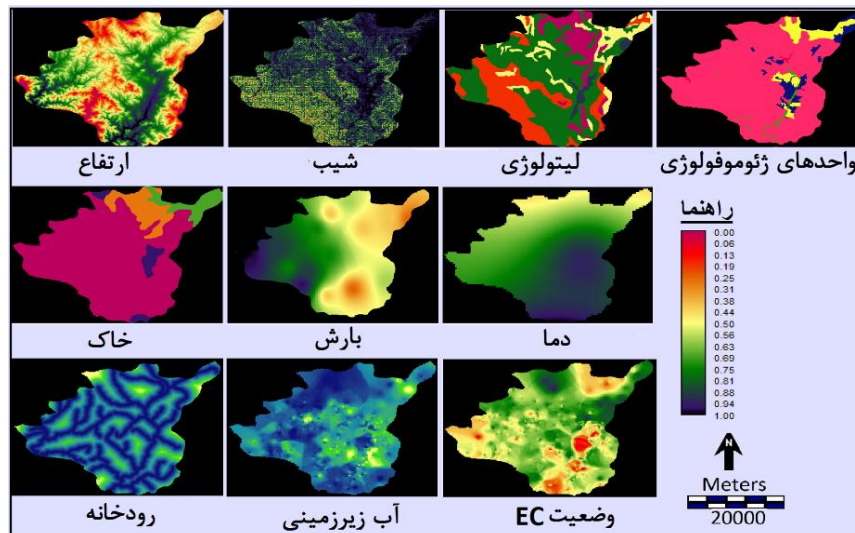 ارتفاع
شیب
لیتولوژی
واحدهای ژئوموفولوژی
راهنما
0.00
0.06
0.13
0.19
0.25
0.31
0.38
0.44
0.50
0.56
0.63
0.69
0.75
0.81
0.88
0.94
1.00
خاک
بارش
دما
N
Meters
20000
رودخانه
آب زیرزمینی
وضعیت EC